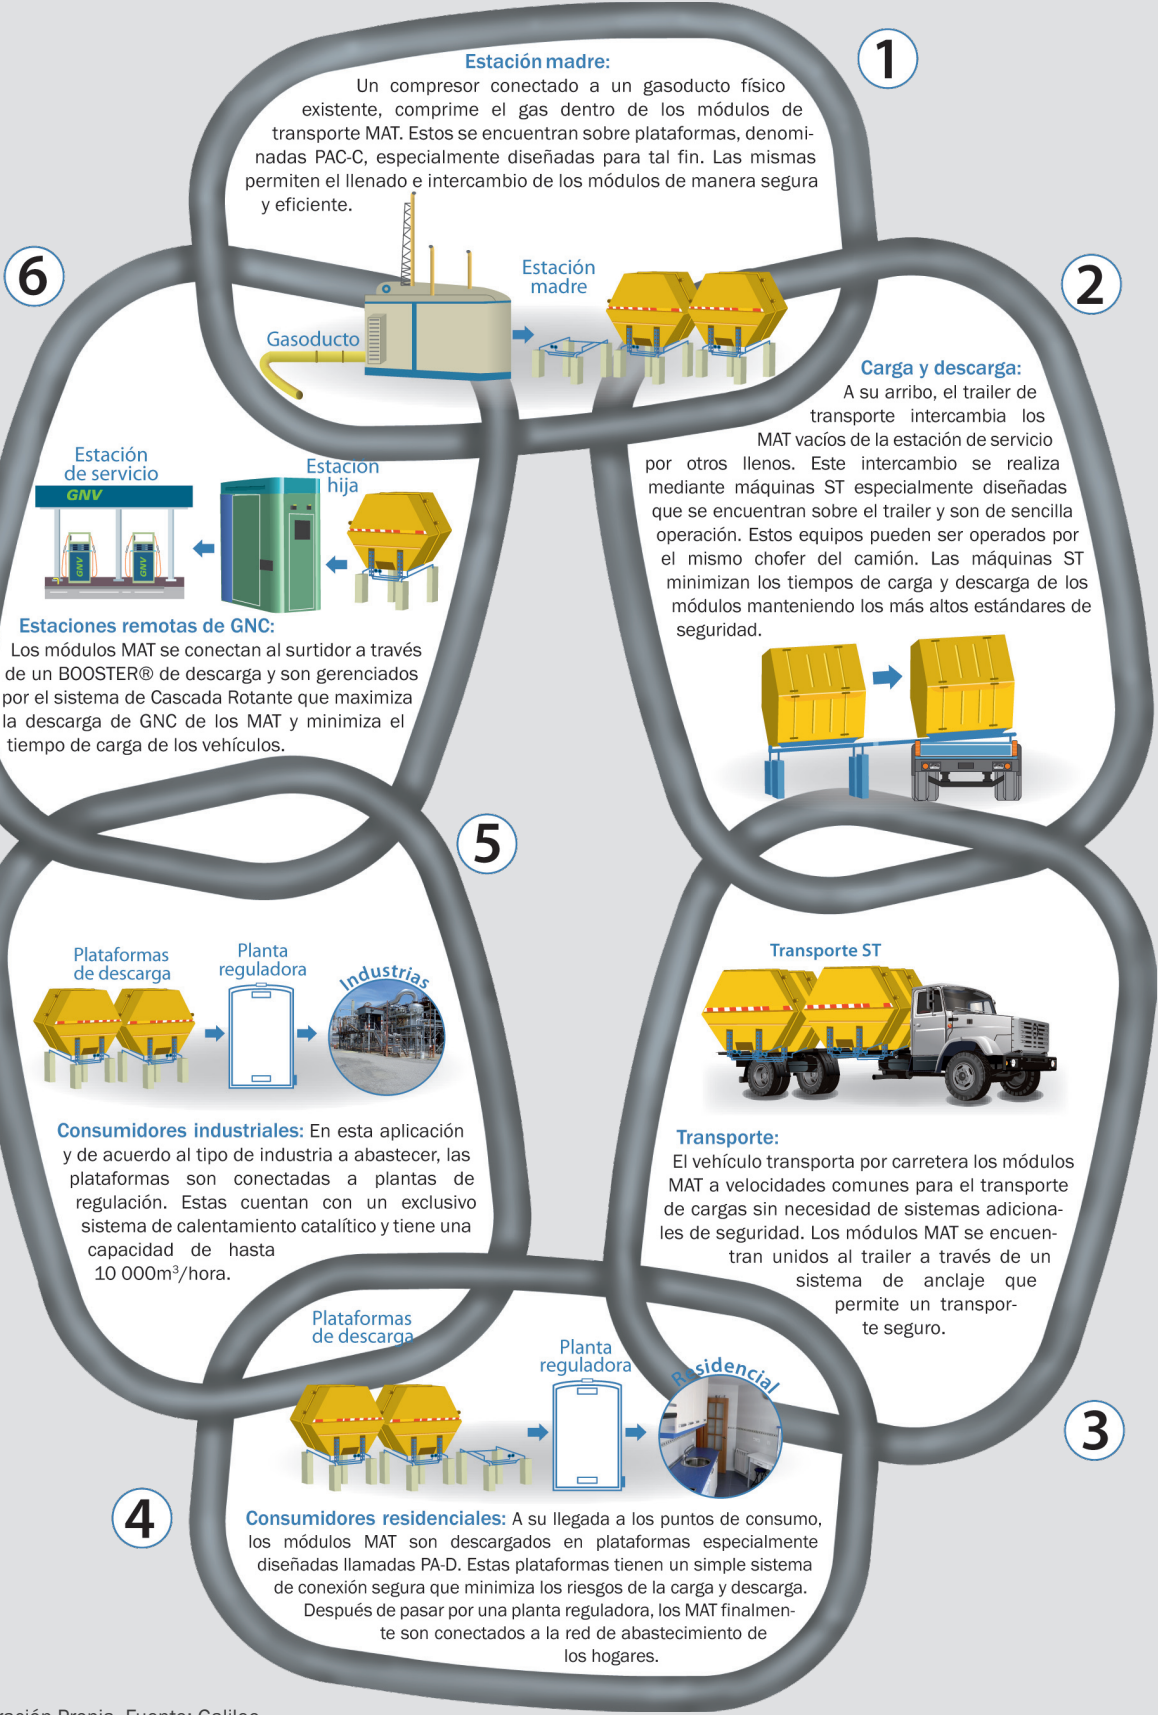 1
Estación madre:
Un compresor conectado a un gasoducto físico
existente, comprime el gas dentro de los módulos de
transporte MAT. Estos se encuentran sobre plataformas, denomi-
nadas PAC-C, especialmente diseñadas para tal fin. Las mismas
permiten el llenado e intercambio de los módulos de manera segura
y eficiente.
Estación
madre
Gasoducto
2
Carga y descarga:
A su arribo, el trailer de
transporte intercambia los
MAT vacíos de la estación de servicio
por otros llenos. Este intercambio se realiza
mediante máquinas ST especialmente diseñadas
que se encuentran sobre el trailer y son de sencilla
operación. Estos equipos pueden ser operados por
el mismo chofer del camión. Las máquinas ST
minimizan los tiempos de carga y descarga de los
módulos manteniendo los más altos estándares de
seguridad.
6
Estación
de servicio
GNV
GNV
GNV
Estación
hija
Estaciones remotas de GNC:
Los módulos MAT se conectan al surtidor a través
de un BOOSTER® de descarga y son gerenciados
por el sistema de Cascada Rotante que maximiza
la descarga de GNC de los MAT y minimiza el
tiempo de carga de los vehículos.
5
Plataformas
de descarga
Planta
reguladora
Industrias
Consumidores industriales: En esta aplicación
y de acuerdo al tipo de industria a abastecer, las
plataformas son conectadas a plantas de
regulación. Estas cuentan con un exclusivo
sistema de calentamiento catalítico y tiene una
capacidad de hasta
10 000m³/hora.
Transporte ST
Transporte:
El vehículo transporta por carretera los módulos
MAT a velocidades comunes para el transporte
de cargas sin necesidad de sistemas adiciona-
les de seguridad. Los módulos MAT se encuen-
tran unidos al trailer a través de un
sistema de anclaje que
permite un transpor-
te seguro.
3
4
Plataformas
de descarga
Planta
reguladora
Residencial
Consumidores residenciales: A su llegada a los puntos de consumo,
los módulos MAT son descargados en plataformas especialmente
diseñadas llamadas PA-D. Estas plataformas tienen un simple sistema
de conexión segura que minimiza los riesgos de la carga y descarga.
Después de pasar por una planta reguladora, los MAT finalmen-
te son conectados a la red de abastecimiento de
los hogares.
Propia. Fuente: Galileo